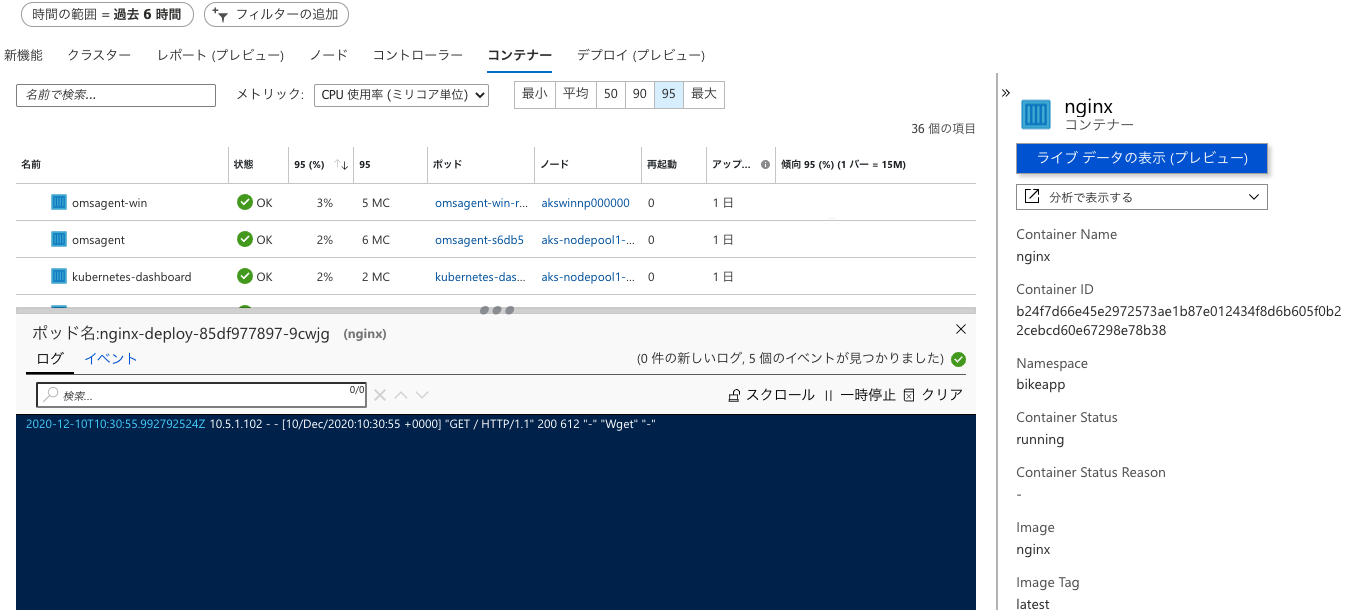 時間の範囲 = 過去 6 時間 フィルターの追加
新機能 クラスター レポート (プレビュー) ノード コントローラー コンテナー デプロイ (プレビュー)
名前で検索... メトリック: CPU 使用率 (ミリコア単位) 最小 平均 50 90 95 最大
36 個の項目
名前 状態 95 (%) ↑↓ 95 ポッド ノード 再起動 アップ... 傾向 95 (%) (1 バー = 15M)
omsagent-win OK 3% 5 MC omsagent-win-r... akswinnp000000 0 1 日
omsagent OK 2% 6 MC omsagent-s6db5 aks-nodepool1-... 0 1 日
kubernetes-dashboard OK 2% 2 MC kubernetes-das... aks-nodepool1-... 0 1 日
ポッド名:nginx-deploy-85df977897-9cwjg (nginx)
ログ イベント (0 件の新しいログ, 5 個のイベントが見つかりました)
検索... 0/0 スクロール 一時停止 クリア
2020-12-10T10:30:55.992792524Z 10.5.1.102 - - [10/Dec/2020:10:30:55 +0000] "GET / HTTP/1.1" 200 612 "-" "Wget" "-"
»
nginx
コンテナー
ライブ データの表示 (プレビュー)
分析で表示する
Container Name
nginx
Container ID
b24f7d66e45e2972573ae1b87e012434f8d6b605f0b2
2cebcd60e67298e78b38
Namespace
bikeapp
Container Status
running
Container Status Reason
-
Image
nginx
Image Tag
latest